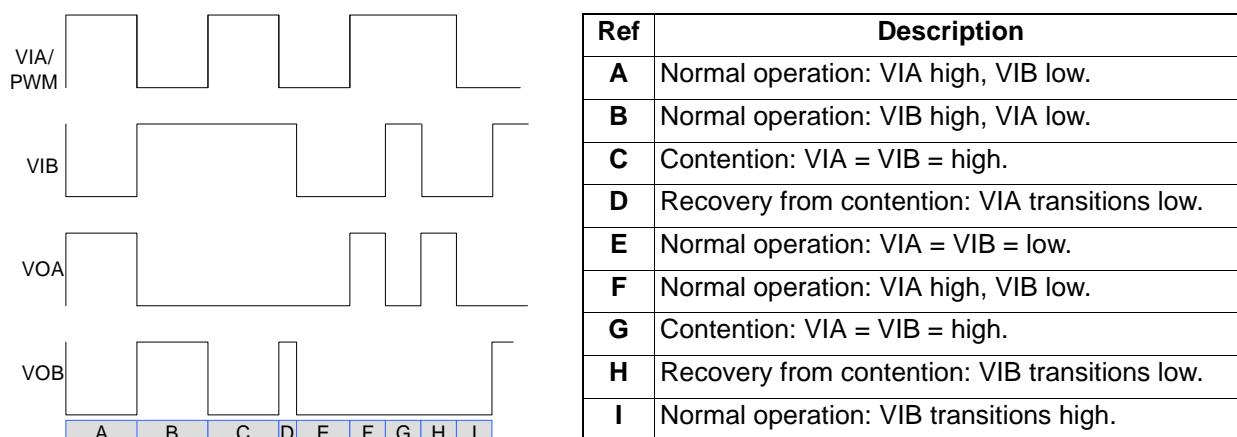 VIA/
PWM
VIB
VOA
VOB
A B C D E F G H I
Ref Description
A Normal operation: VIA high, VIB low.
B Normal operation: VIB high, VIA low.
C Contention: VIA = VIB = high.
D Recovery from contention: VIA transitions low.
E Normal operation: VIA = VIB = low.
F Normal operation: VIA high, VIB low.
G Contention: VIA = VIB = high.
H Recovery from contention: VIB transitions low.
I Normal operation: VIB transitions high.